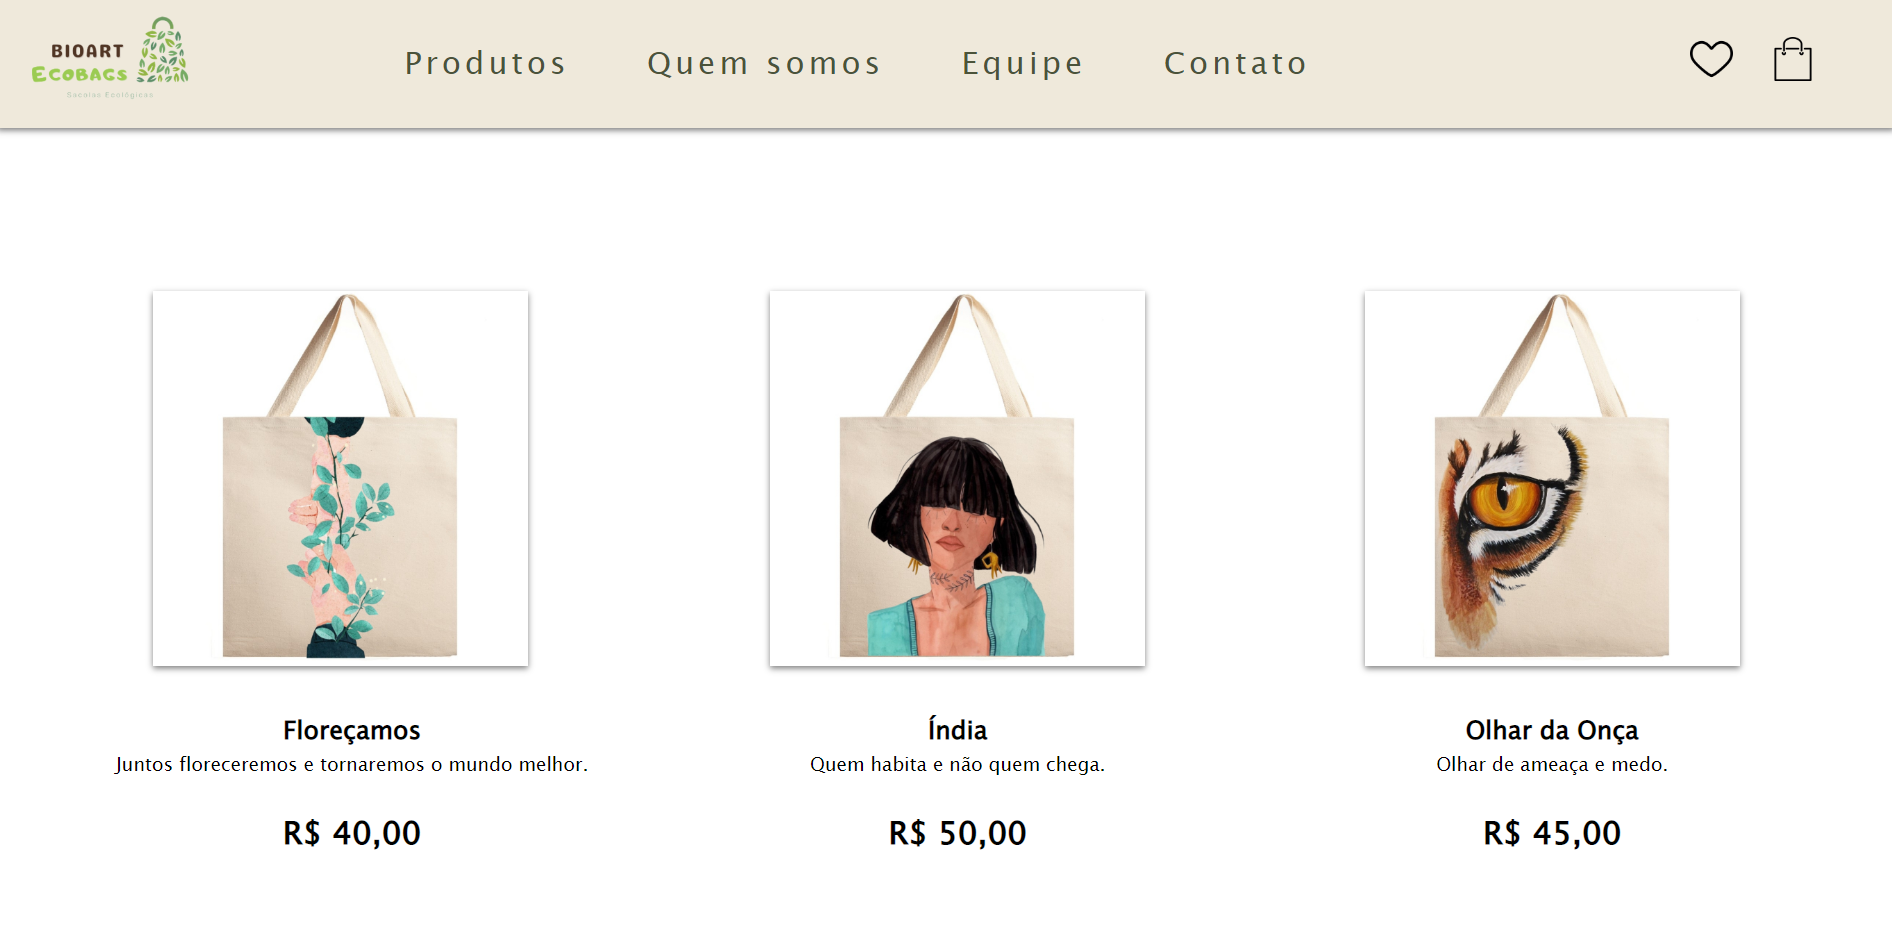 BIOART
ECOBAGS
Sacolas Ecológicas
Produtos Quem somos Equipe Contato
Floreçamos
Juntos floreceremos e tornaremos o mundo melhor.
R$ 40,00
Índia
Quem habita e não quem chega.
R$ 50,00
Olhar da Onça
Olhar de ameaça e medo.
R$ 45,00